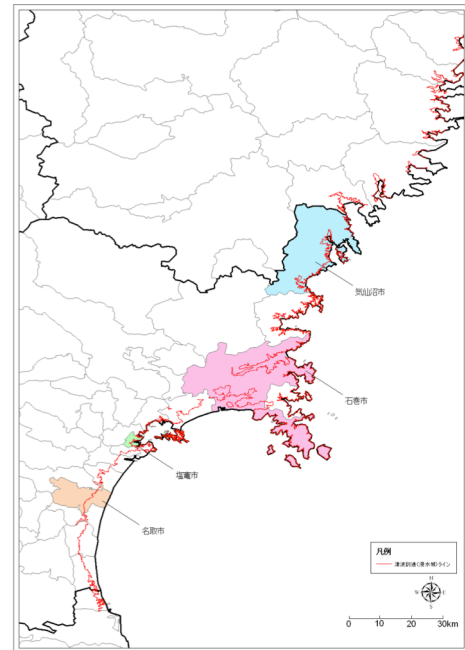 気仙沼市
石巻市
塩竈市
名取市
凡例
津波到達(浸水域)ライン
N
W E
S
0 10 20 30km